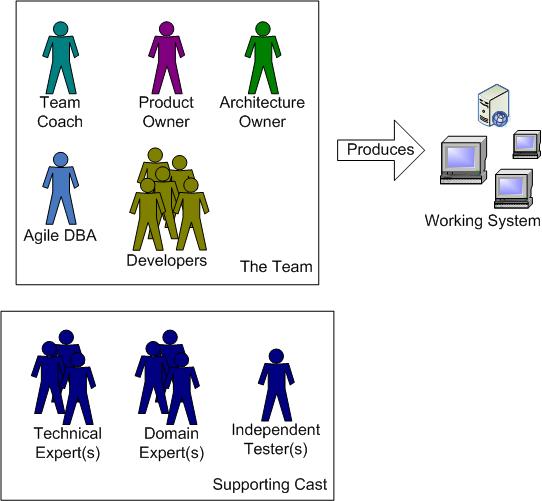 Team
Coach
Product
Owner
Architecture
Owner
Produces
Working System
Agile DBA
Developers
The Team
Technical
Expert(s)
Domain
Expert(s)
Independent
Tester(s)
Supporting Cast